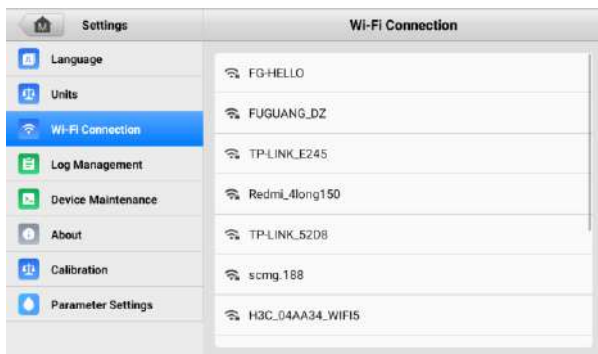 Settings
Wi-Fi Connection
Language
Units
Wi-Fi Connection
Log Management
Device Maintenance
About
Calibration
Parameter Settings
FG-HELLO
FUGUANG_DZ
TP-LINK_E245
Redmi_4long150
TP-LINK_52D8
scmg.188
H3C_04AA34_WIFI5